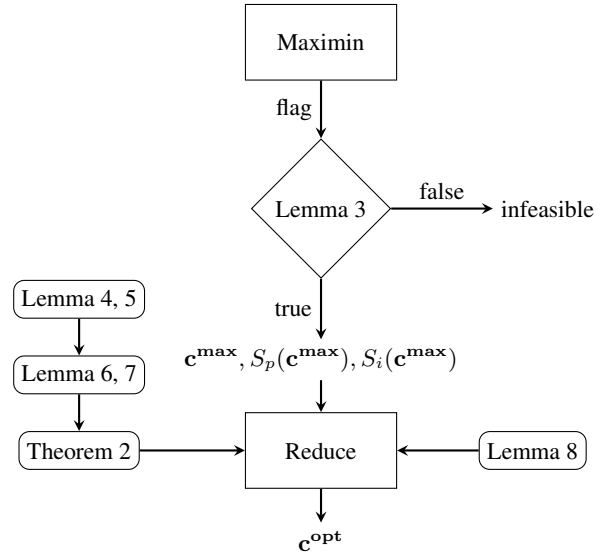 Maximin
flag
Lemma 3
false
infeasible
true
Lemma 4, 5
c^max, S_p(c^max), S_i(c^max)
Lemma 6, 7
Theorem 2
Reduce
Lemma 8
c^opt